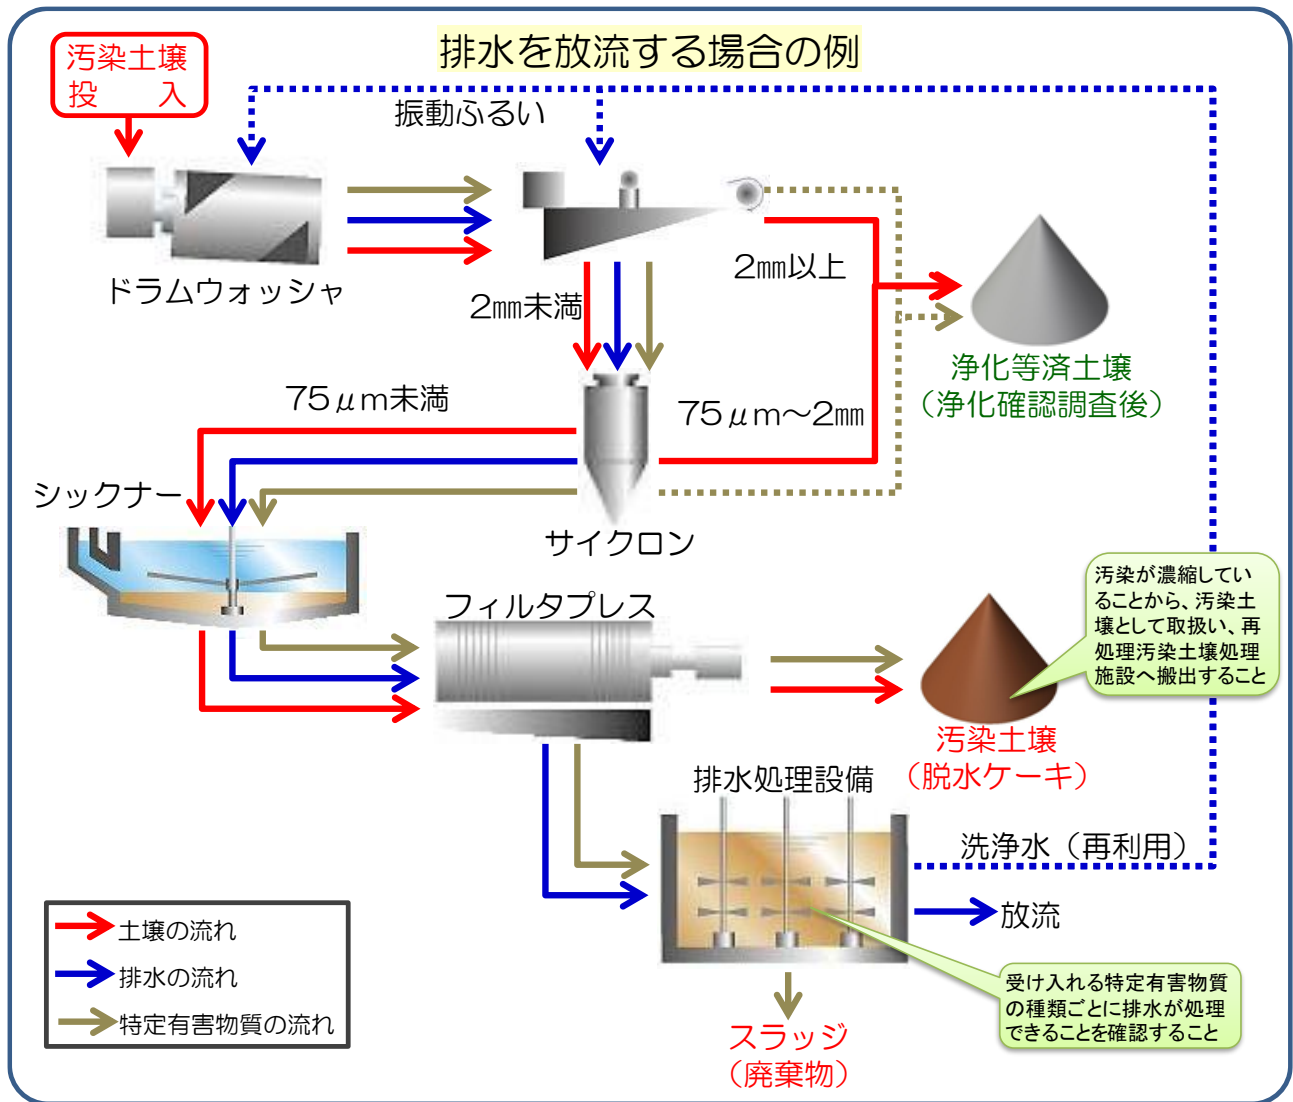 排水を放流する場合の例
汚染土壌
投　　入
振動ふるい
ドラムウォッシャ
2㎜以上
2㎜未満
浄化等済土壌
（浄化確認調査後）
75μm未満
75μm～2㎜
シックナー
サイクロン
フィルタプレス
汚染が濃縮してい
ることから、汚染土
壌として取扱い、再
処理汚染土壌処理
施設へ搬出すること
汚染土壌
（脱水ケーキ）
排水処理設備
洗浄水（再利用）
放流
土壌の流れ
排水の流れ
特定有害物質の流れ
受け入れる特定有害物質
の種類ごとに排水が処理
できることを確認すること
スラッジ
（廃棄物）